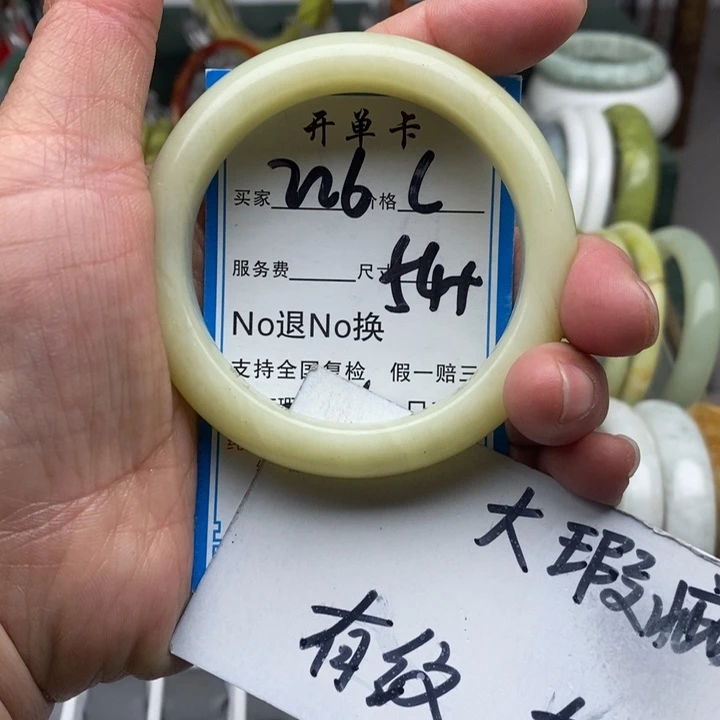 开单卡
买家 226 价格 L
服务费 尺寸 54+
No退No换
支持全国复检 假一赔三
大瑕疵
有纹